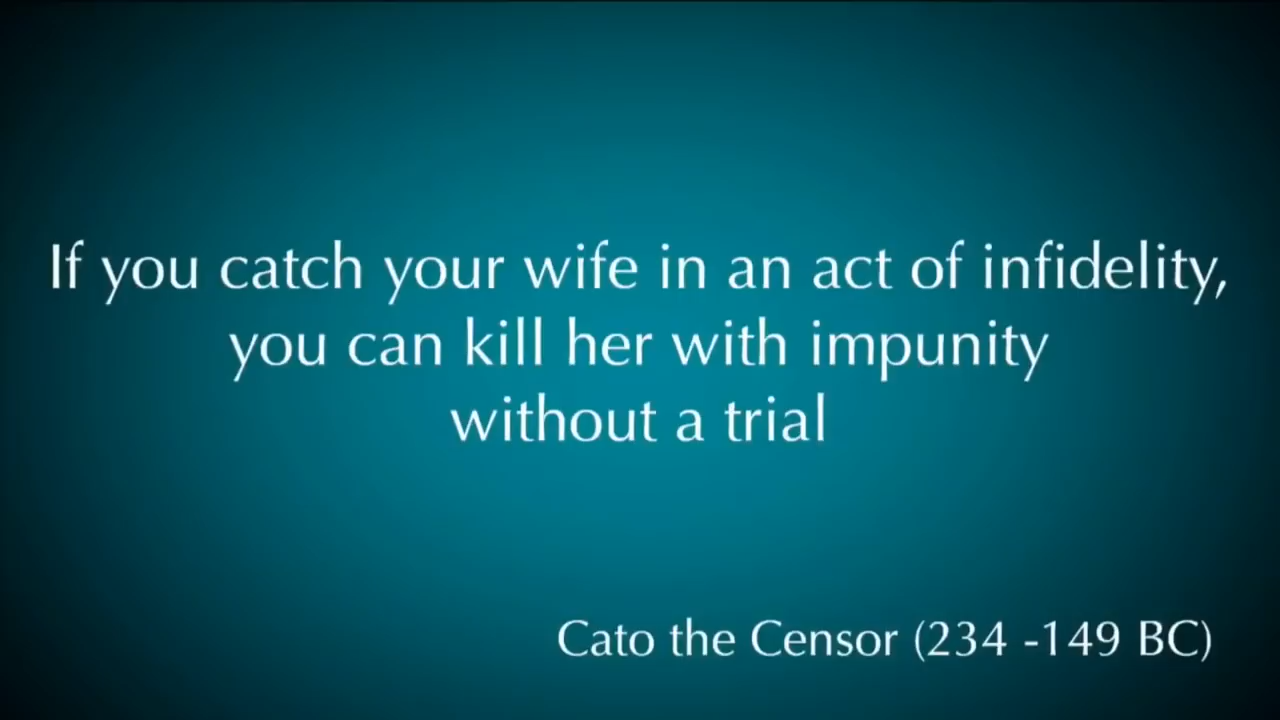 If you catch your wife in an act of infidelity,
you can kill her with impunity
without a trial
Cato the Censor (234 -149 BC)